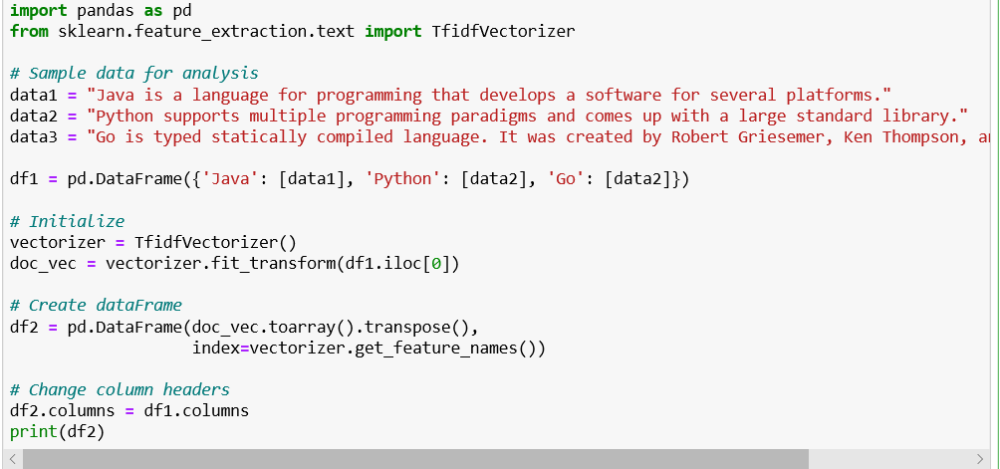 import pandas as pd
from sklearn.feature_extraction.text import TfidfVectorizer
# Sample data for analysis
data1 = "Java is a language for programming that develops a software for several platforms."
data2 = "Python supports multiple programming paradigms and comes up with a large standard library."
data3 = "Go is typed statically compiled language. It was created by Robert Griesemer, Ken Thompson,
df1 = pd.DataFrame({'Java': [data1], 'Python': [data2], 'Go': [data2]})
# Initialize
vectorizer = TfidfVectorizer()
doc_vec = vectorizer.fit_transform(df1.iloc[0])
# Create dataFrame
df2 = pd.DataFrame(doc_vec.toarray().transpose(),
index=vectorizer.get_feature_names())
# Change column headers
df2.columns = df1.columns
print(df2)